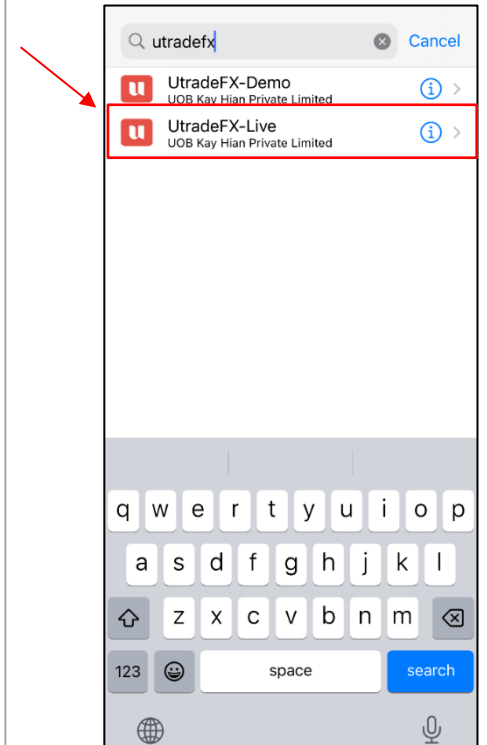 utradefx Cancel
UtradeFX-Demo
UOB Kay Hian Private Limited
UtradeFX-Live
UOB Kay Hian Private Limited
q w e r t y u i o p
a s d f g h j k l
z x c v b n m
123 space search